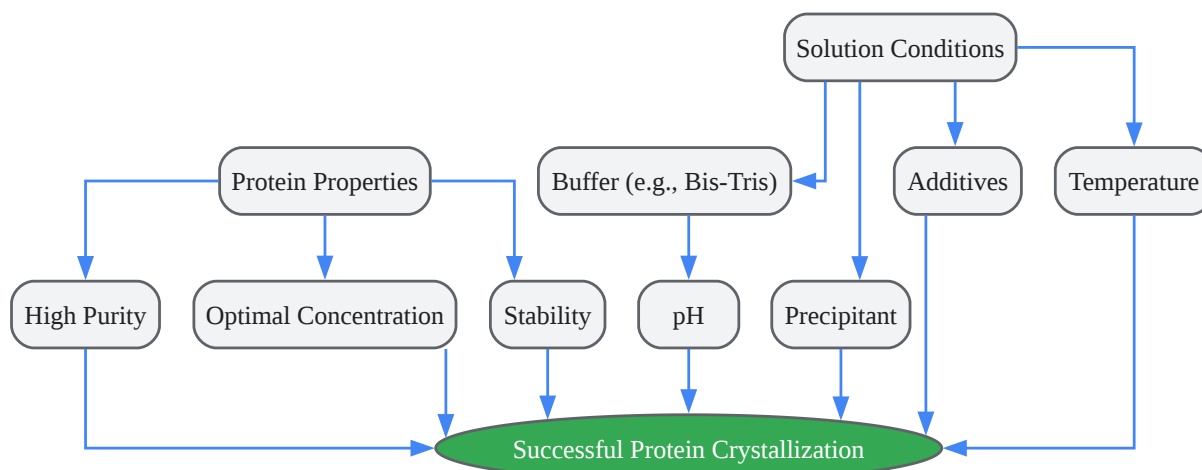 Solution Conditions
Protein Properties
Buffer (e.g., Bis-Tris)
Additives
Temperature
High Purity
Optimal Concentration
Stability
pH
Precipitant
Successful Protein Crystallization